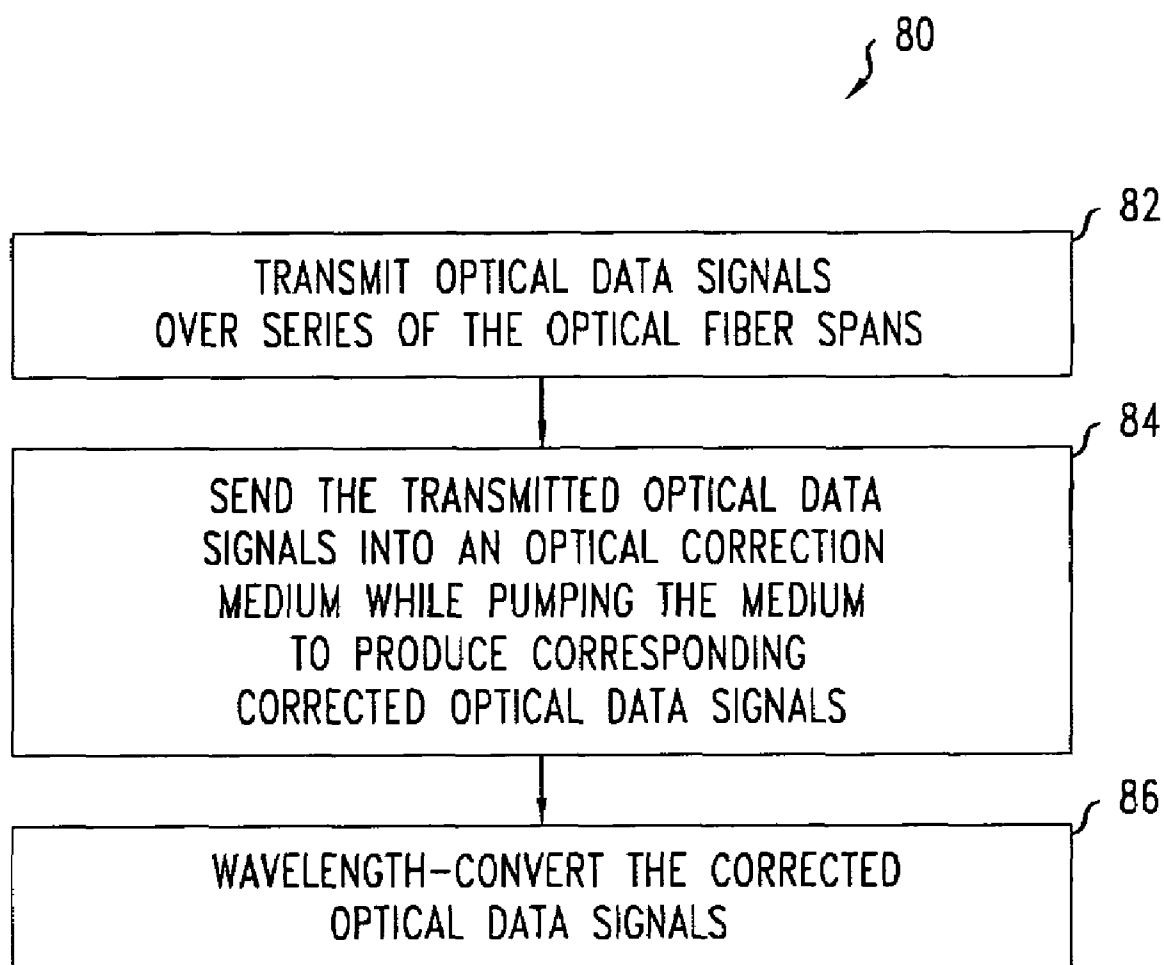 80
82
TRANSMIT OPTICAL DATA SIGNALS
OVER SERIES OF THE OPTICAL FIBER SPANS
84
SEND THE TRANSMITTED OPTICAL DATA
SIGNALS INTO AN OPTICAL CORRECTION
MEDIUM WHILE PUMPING THE MEDIUM
TO PRODUCE CORRESPONDING
CORRECTED OPTICAL DATA SIGNALS
86
WAVELENGTH-CONVERT THE CORRECTED
OPTICAL DATA SIGNALS